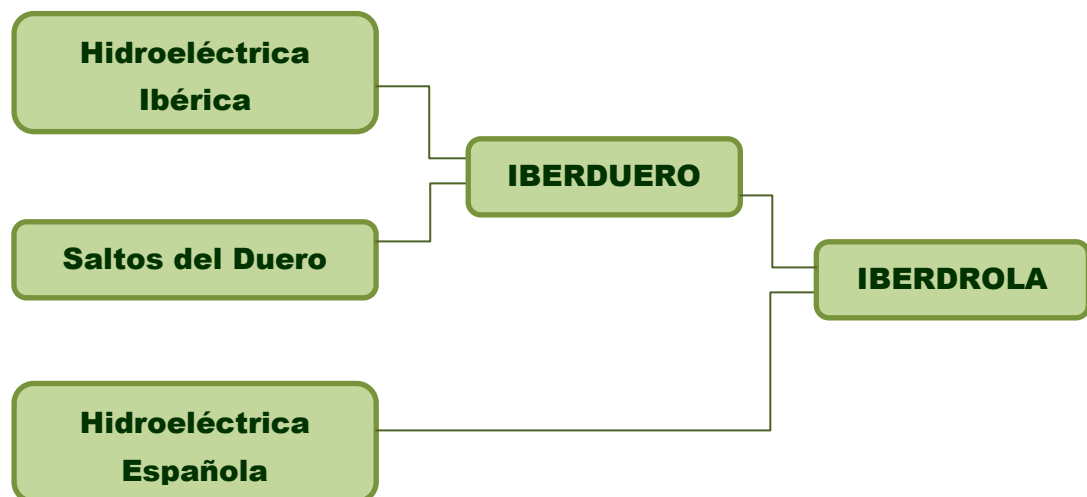 Hidroeléctrica
Ibérica
IBERDUERO
Saltos del Duero
IBERDROLA
Hidroeléctrica
Española